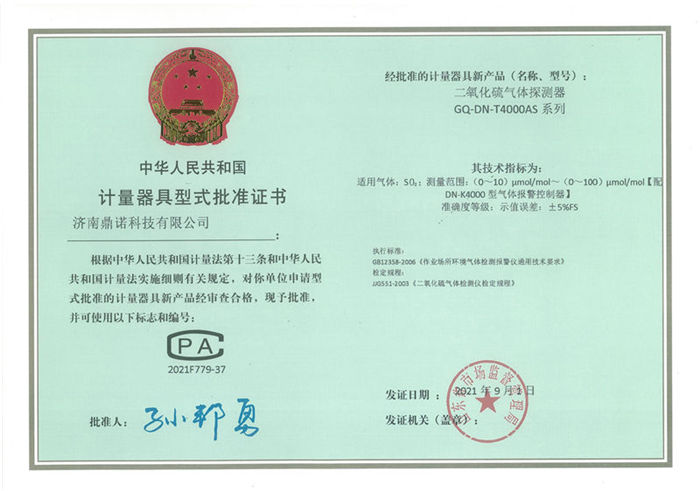 中华人民共和国
计量器具型式批准证书
济南鼎诺科技有限公司
根据中华人民共和国计量法第十三条和中华人民
共和国计量法实施细则有关规定，对你单位申请型
式批准的计量器具新产品经审查合格，现予批准，
并可使用以下标志和编号：
CPA
2021F779-37
批准人：
经批准的计量器具新产品（名称、型号）：
二氧化硫气体探测器
GQ-DN-T4000AS 系列
其技术指标为：
适用气体：SO₂；测量范围：（0～10）μmol/mol～（0～100）μmol/mol【配
DN-K4000 型气体报警控制器】
准确度等级：示值误差：±5%FS
执行标准：
GB12358-2006《作业场所环境气体检测报警仪通用技术要求》
检定规程：
JJG551-2003《二氧化硫气体检测仪检定规程》
发证日期： 2021 年 9 月 1 日
发证机关（盖章）：
山东省市场监督管理局